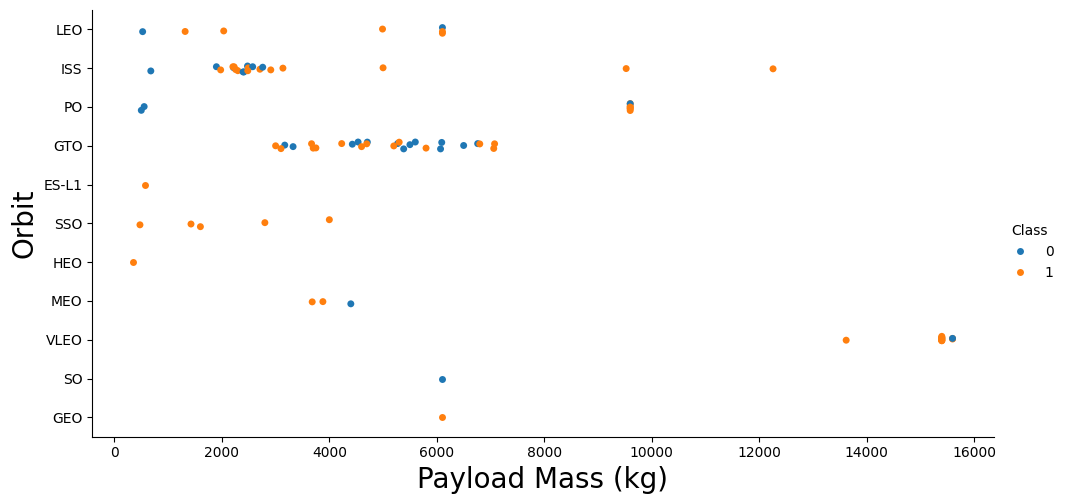 LEO
ISS
PO
GTO
ES-L1
SSO
HEO
MEO
VLEO
SO
GEO
Orbit
0 2000 4000 6000 8000 10000 12000 14000 16000
Payload Mass (kg)
Class
0
1